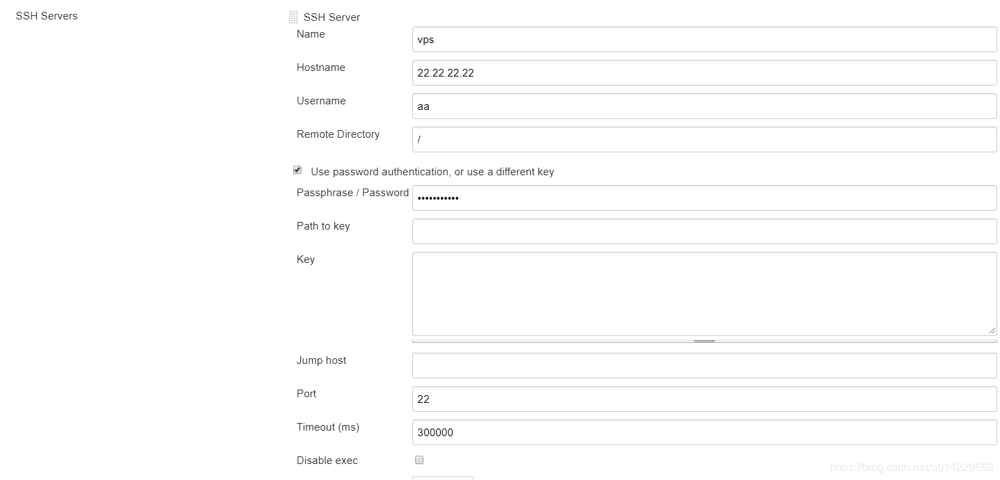 SSH Servers
SSH Server
Name
vps
Hostname
22.22.22.22
Username
aa
Remote Directory
/
Use password authentication, or use a different key
Passphrase / Password
•••••••••••
Path to key
Key
Jump host
Port
22
Timeout (ms)
300000
Disable exec
https://blog.csdn.net/u014229652